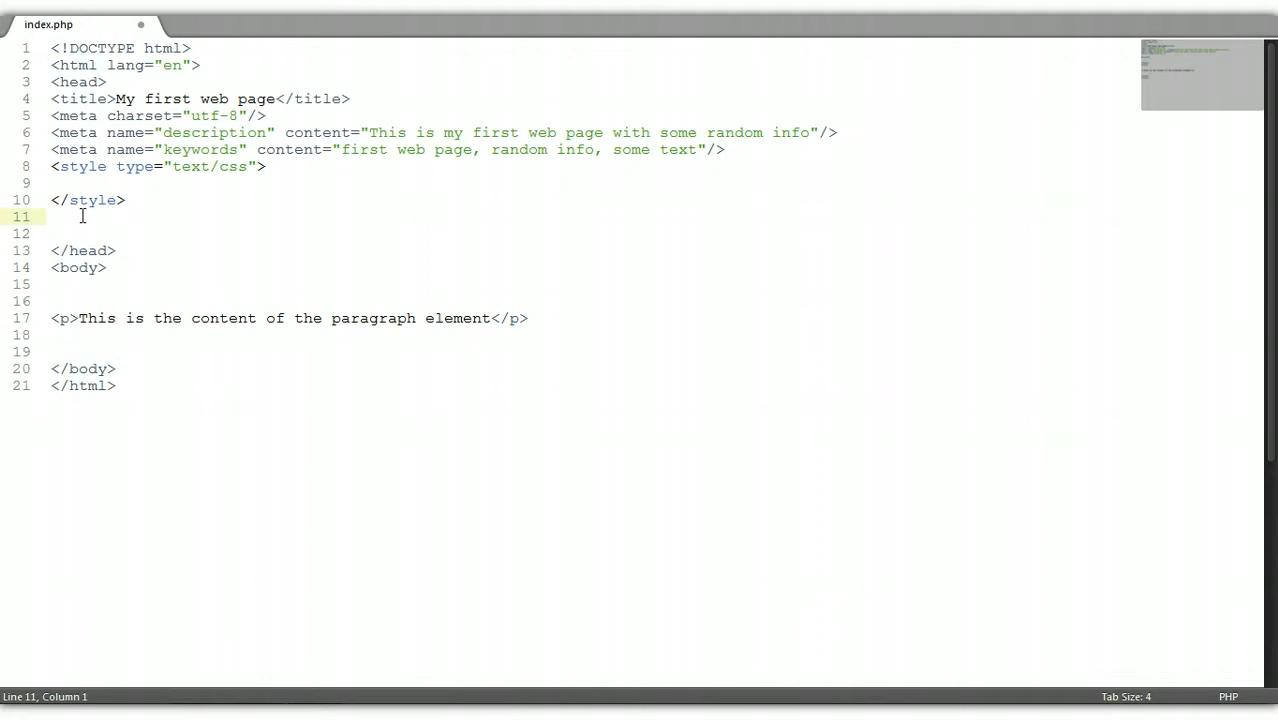 index.php
1 <!DOCTYPE html>
2 <html lang="en">
3 <head>
4 <title>My first web page</title>
5 <meta charset="utf-8"/>
6 <meta name="description" content="This is my first web page with some random info"/>
7 <meta name="keywords" content="first web page, random info, some text"/>
8 <style type="text/css">
9
10 </style>
11
12
13 </head>
14 <body>
15
16
17 <p>This is the content of the paragraph element</p>
18
19
20 </body>
21 </html>
Line 11, Column 1 Tab Size: 4 PHP